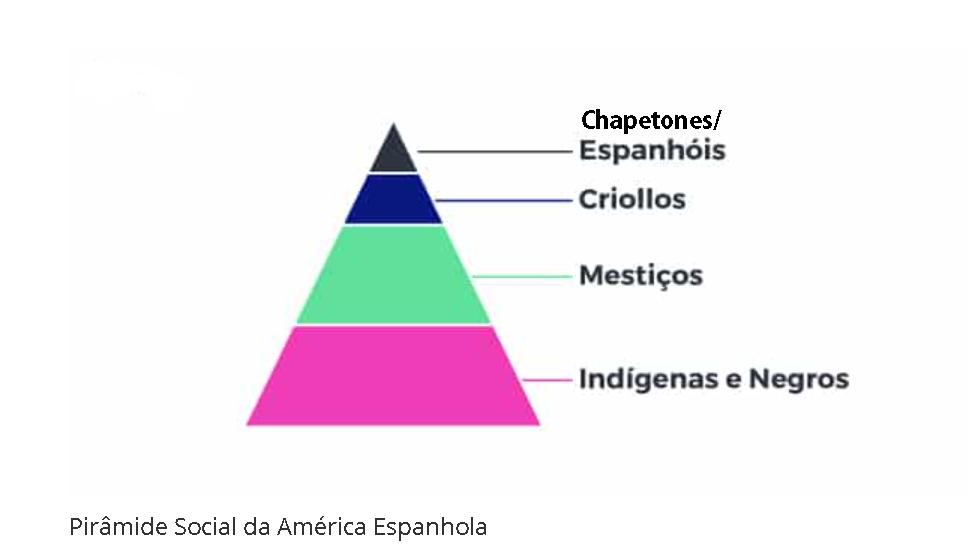 Chapetones/
Espanhóis
Criollos
Mestiços
Indígenas e Negros
Pirâmide Social da América Espanhola